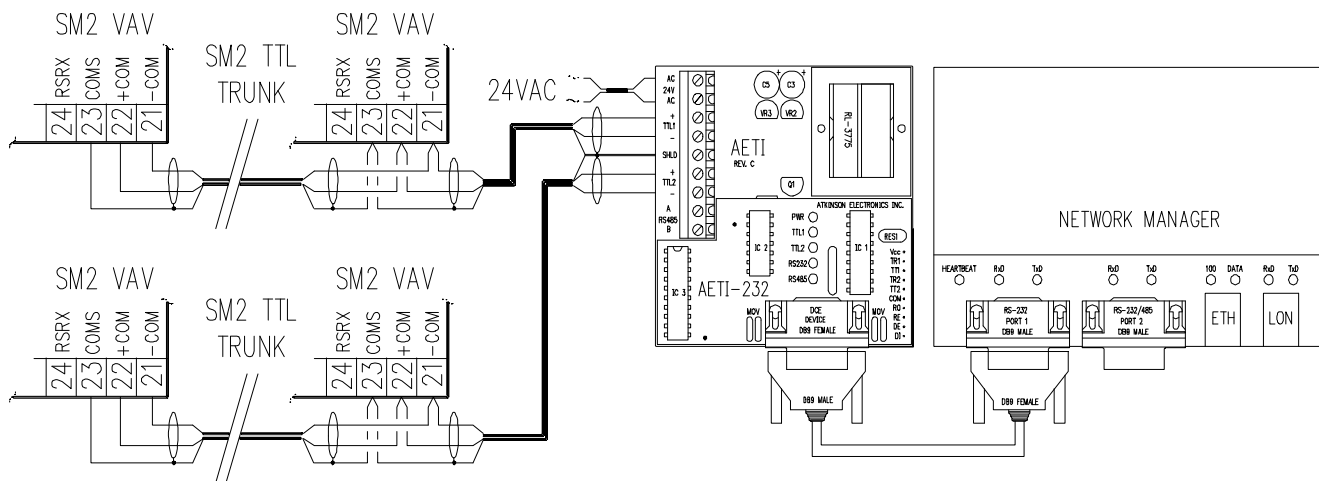 SM2 VAV
24 RSRX
23 COMS
22 +COM
21 -COM
SM2 TTL
TRUNK
SM2 VAV
24 RSRX
23 COMS
22 +COM
21 -COM
24VAC
SM2 VAV
24 RSRX
23 COMS
22 +COM
21 -COM
SM2 TTL
TRUNK
SM2 VAV
24 RSRX
23 COMS
22 +COM
21 -COM
AC
24V
AC
+
TTL1
-
SHLD
+
TTL2
-
A
RS485
B
C5
+
C3
+
VR3
VR2
RL-3775
AETI
REV. C
Q1
ATKINSON ELECTRONICS INC.
PWR
TTL1
TTL2
RS232
RS485
IC 2
IC 1
IC 3
RES1
Vcc
TR1
TT1
TR2
TT2
COM
RO
RE
DE
DI
AETI-232
MOV
DCE
DEVICE
DB9 FEMALE
MOV
DB9 MALE
NETWORK MANAGER
HEARTBEAT
RxD
TxD
RxD
TxD
100
DATA
RxD
TxD
RS-232
PORT 1
DB9 MALE
RS-232/485
PORT 2
DB9 MALE
ETH
LON
DB9 FEMALE